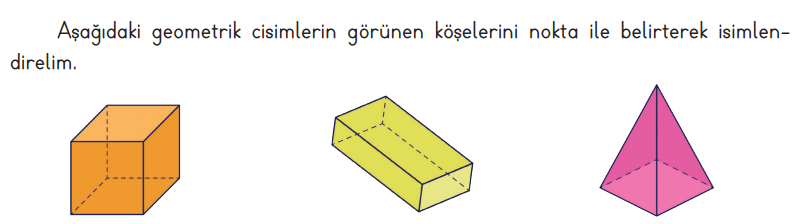 Aşağıdaki geometrik cisimlerin görünen köşelerini nokta ile belirterek isimlen-
direlim.